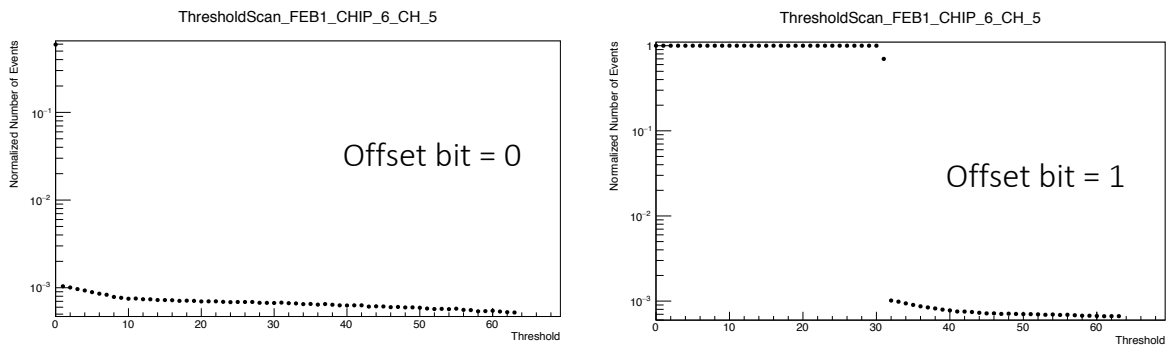 ThresholdScan_FEB1_CHIP_6_CH_5
Normalized Number of Events
10⁻¹
10⁻²
10⁻³
Offset bit = 0
0 10 20 30 40 50 60
Threshold
ThresholdScan_FEB1_CHIP_6_CH_5
Normalized Number of Events
1
10⁻¹
10⁻²
10⁻³
Offset bit = 1
0 10 20 30 40 50 60
Threshold